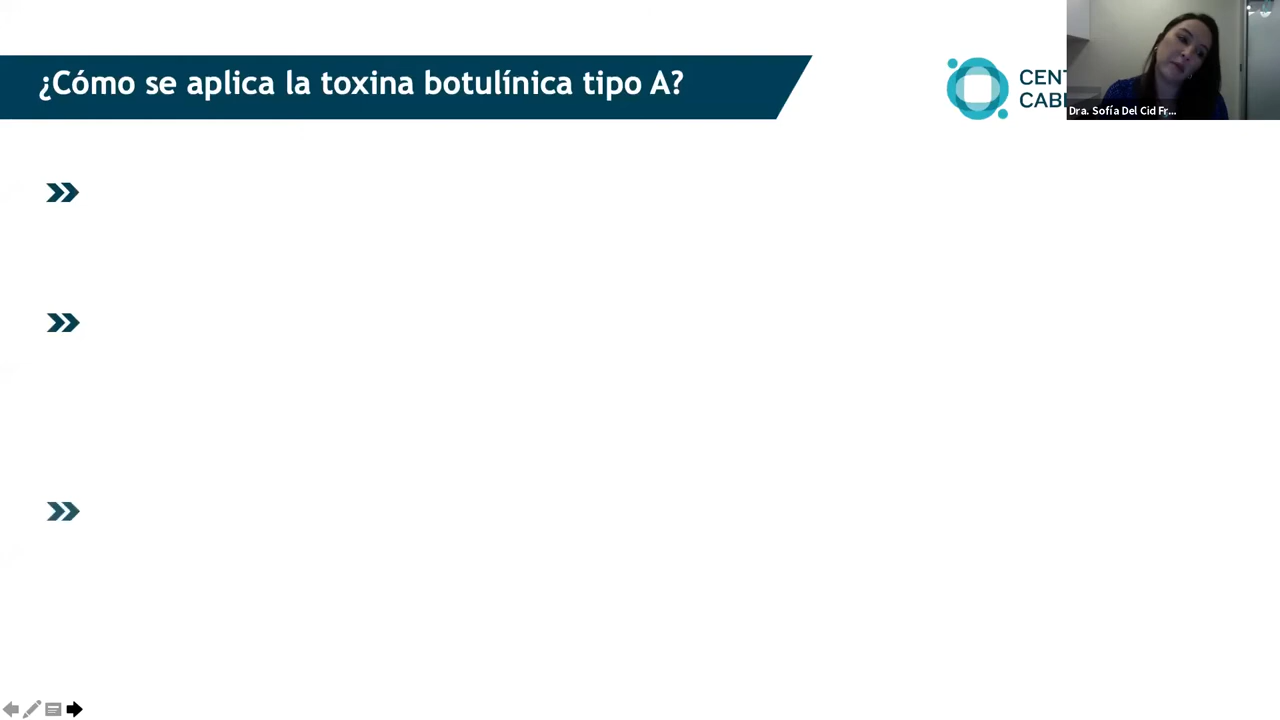 ¿Cómo se aplica la toxina botulínica tipo A?
CENT
CAB
Dra. Sofía Del Cid Fr...